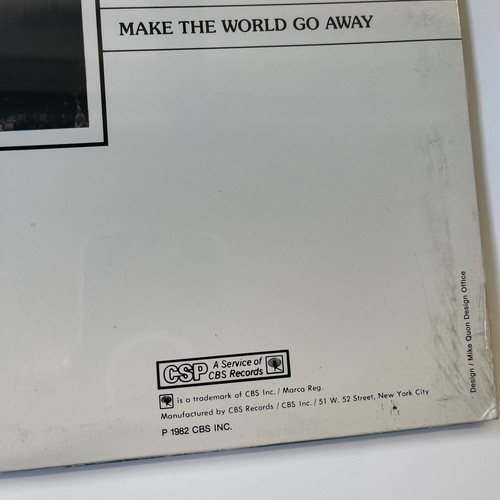 MAKE THE WORLD GO AWAY
CSP A Service of
CBS Records
is a trademark of CBS Inc./Marca Reg.
Manufactured by CBS Records / CBS Inc. / 51 W. 52 Street, New York City
P 1982 CBS INC.
Design / Mike Quon Design Office